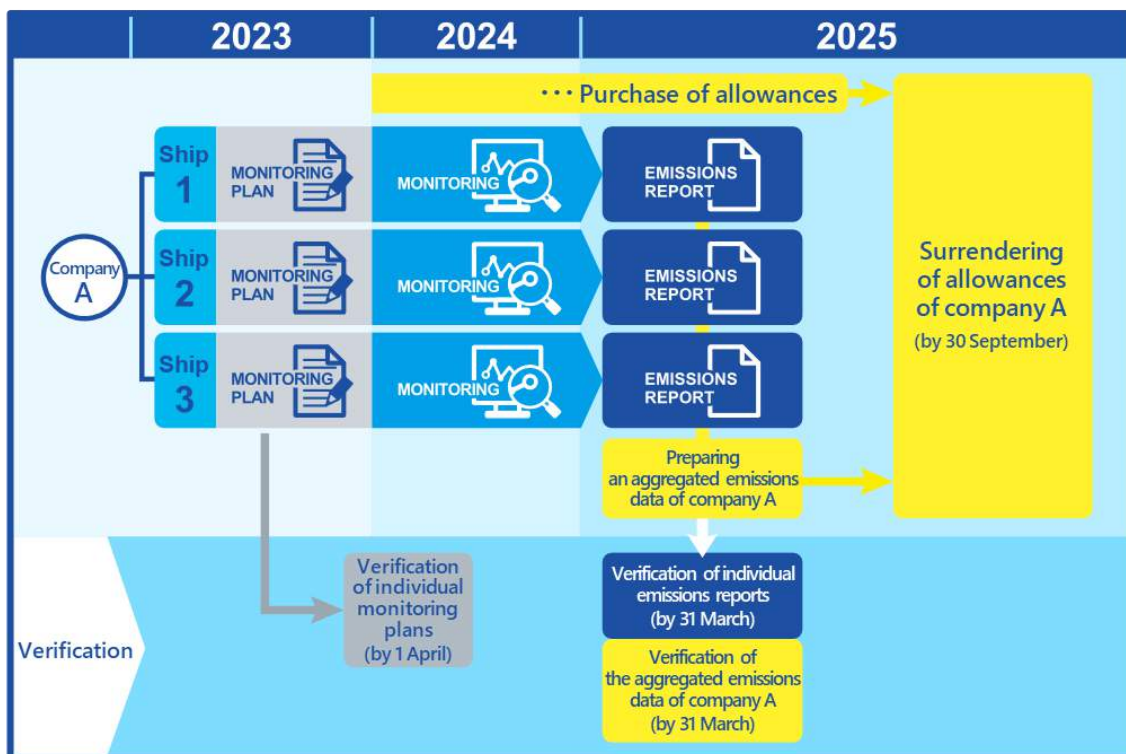 2023
2024
2025
··· Purchase of allowances
Ship
1
MONITORING
PLAN
MONITORING
EMISSIONS
REPORT
Company
A
Ship
2
MONITORING
PLAN
MONITORING
EMISSIONS
REPORT
Ship
3
MONITORING
PLAN
MONITORING
EMISSIONS
REPORT
Surrendering
of allowances
of company A
(by 30 September)
Preparing
an aggregated emissions
data of company A
Verification
Verification
of individual
monitoring
plans
(by 1 April)
Verification of individual
emissions reports
(by 31 March)
Verification of
the aggregated emissions
data of company A
(by 31 March)